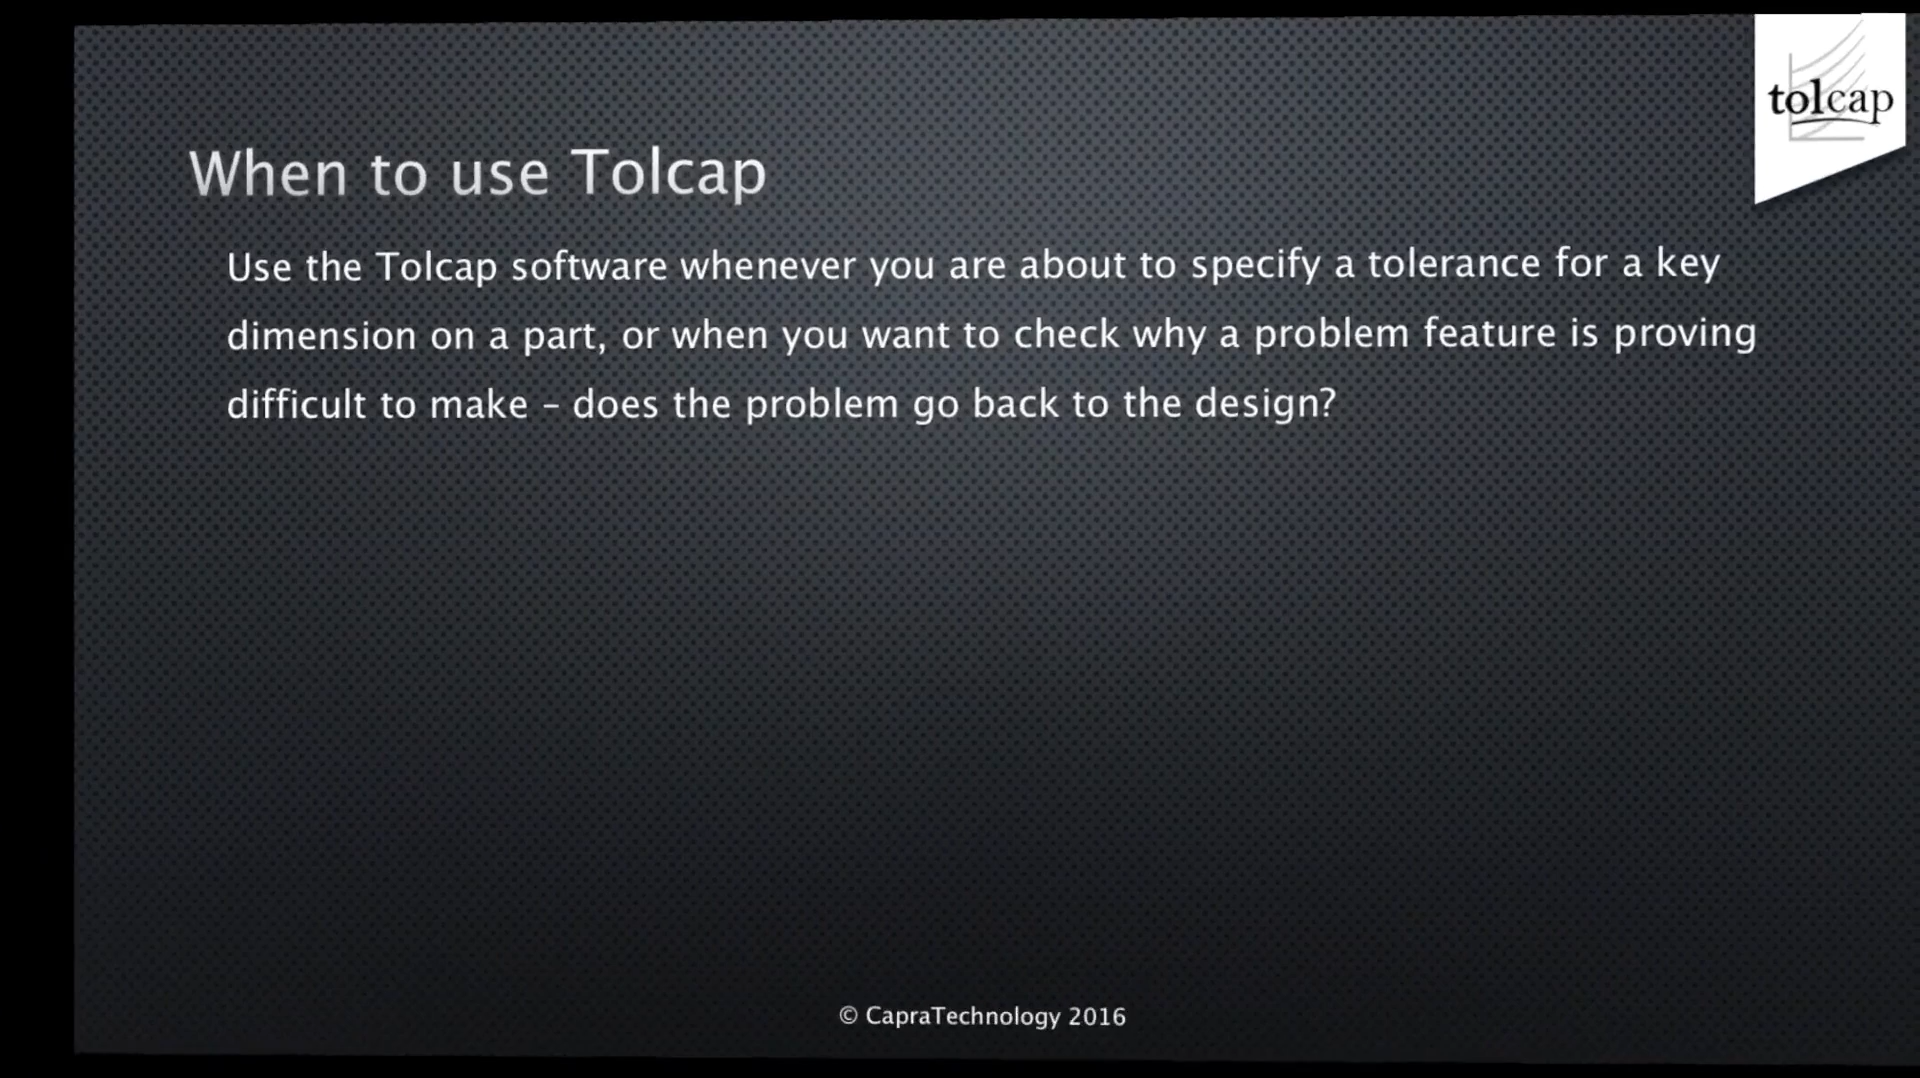 tolcap
When to use Tolcap
Use the Tolcap software whenever you are about to specify a tolerance for a key
dimension on a part, or when you want to check why a problem feature is proving
difficult to make – does the problem go back to the design?
© CapraTechnology 2016